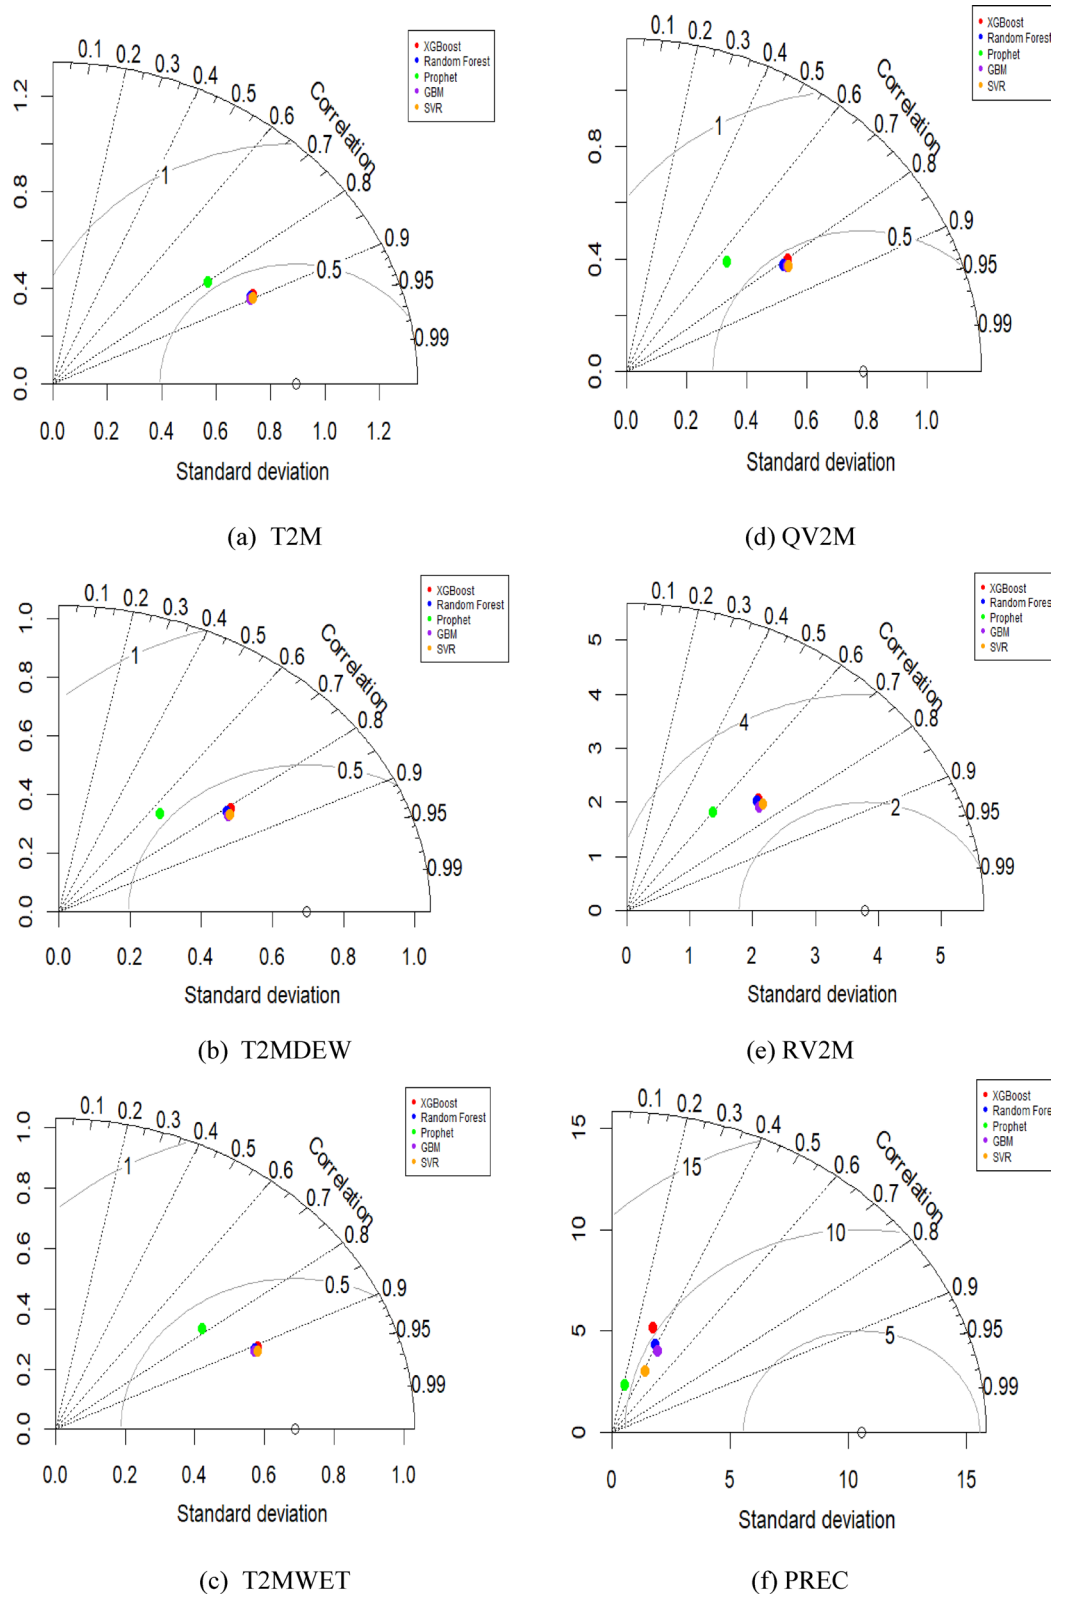 XGBoost
Random Forest
Prophet
GBM
SVR
0.1 0.2 0.3 0.4 0.5 0.6 0.7 0.8 0.9 0.95 0.99
Correlation
1
0.5
0.0 0.4 0.8 1.2
0.0 0.2 0.4 0.6 0.8 1.0 1.2
Standard deviation
(a) T2M
XGBoost
Random Forest
Prophet
GBM
SVR
0.1 0.2 0.3 0.4 0.5 0.6 0.7 0.8 0.9 0.95 0.99
Correlation
1
0.5
0.0 0.4 0.8
0.0 0.2 0.4 0.6 0.8 1.0
Standard deviation
(d) QV2M
XGBoost
Random Forest
Prophet
GBM
SVR
0.1 0.2 0.3 0.4 0.5 0.6 0.7 0.8 0.9 0.95 0.99
Correlation
1
0.5
0.0 0.2 0.4 0.6 0.8 1.0
0.0 0.2 0.4 0.6 0.8 1.0
Standard deviation
(b) T2MDEW
XGBoost
Random Fores
Prophet
GBM
SVR
0.1 0.2 0.3 0.4 0.5 0.6 0.7 0.8 0.9 0.95 0.99
Correlation
4
2
0 1 2 3 4 5
0 1 2 3 4 5
Standard deviation
(e) RV2M
XGBoost
Random Forest
Prophet
GBM
SVR
0.1 0.2 0.3 0.4 0.5 0.6 0.7 0.8 0.9 0.95 0.99
Correlation
1
0.5
0.0 0.2 0.4 0.6 0.8 1.0
0.0 0.2 0.4 0.6 0.8 1.0
Standard deviation
(c) T2MWET
XGBoost
Random Fore
Prophet
GBM
SVR
0.1 0.2 0.3 0.4 0.5 0.6 0.7 0.8 0.9 0.95 0.99
Correlation
15
10
5
0 5 10 15
0 5 10 15
Standard deviation
(f) PREC